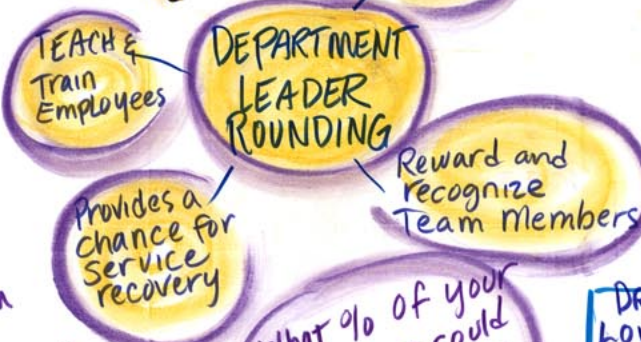 TEACH &
Train
Employees
DEPARTMENT
LEADER
ROUNDING
Reward and
recognize
Team Members
Provides a
chance for
service
recovery
% of your
could